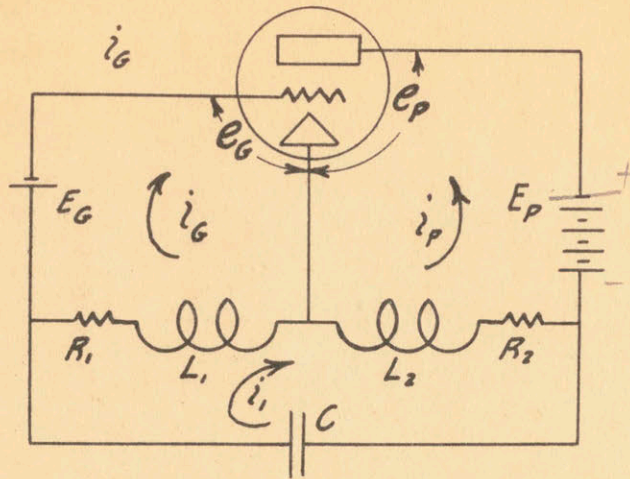 i_G
e_G
e_P
E_G
i_G
i_P
E_P
+
-
R_1
L_1
L_2
R_2
i_1
C